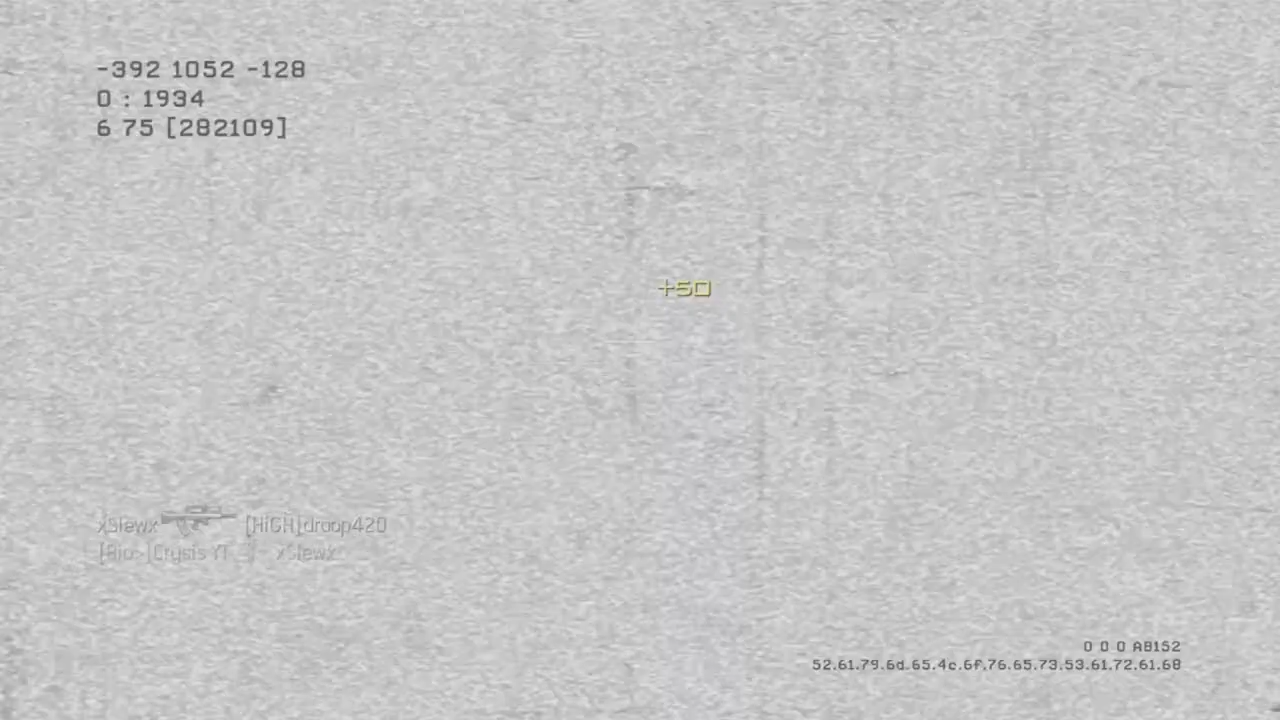 -392 1052 -128
0 : 1934
6 75 [282109]
+50
xSlewx [HiGH]droop420
[Bio>]Crysis YT xSlewx
0 0 0 AB152
52.61.79.6d.65.4c.6f.76.65.73.53.61.72.61.68